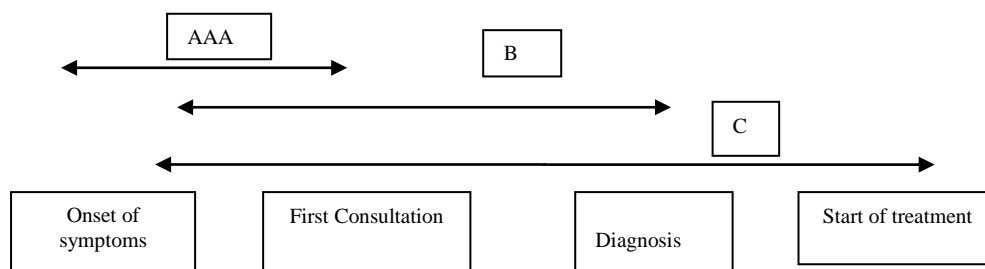 AAA
B
C
Onset of
symptoms
First Consultation
Diagnosis
Start of treatment